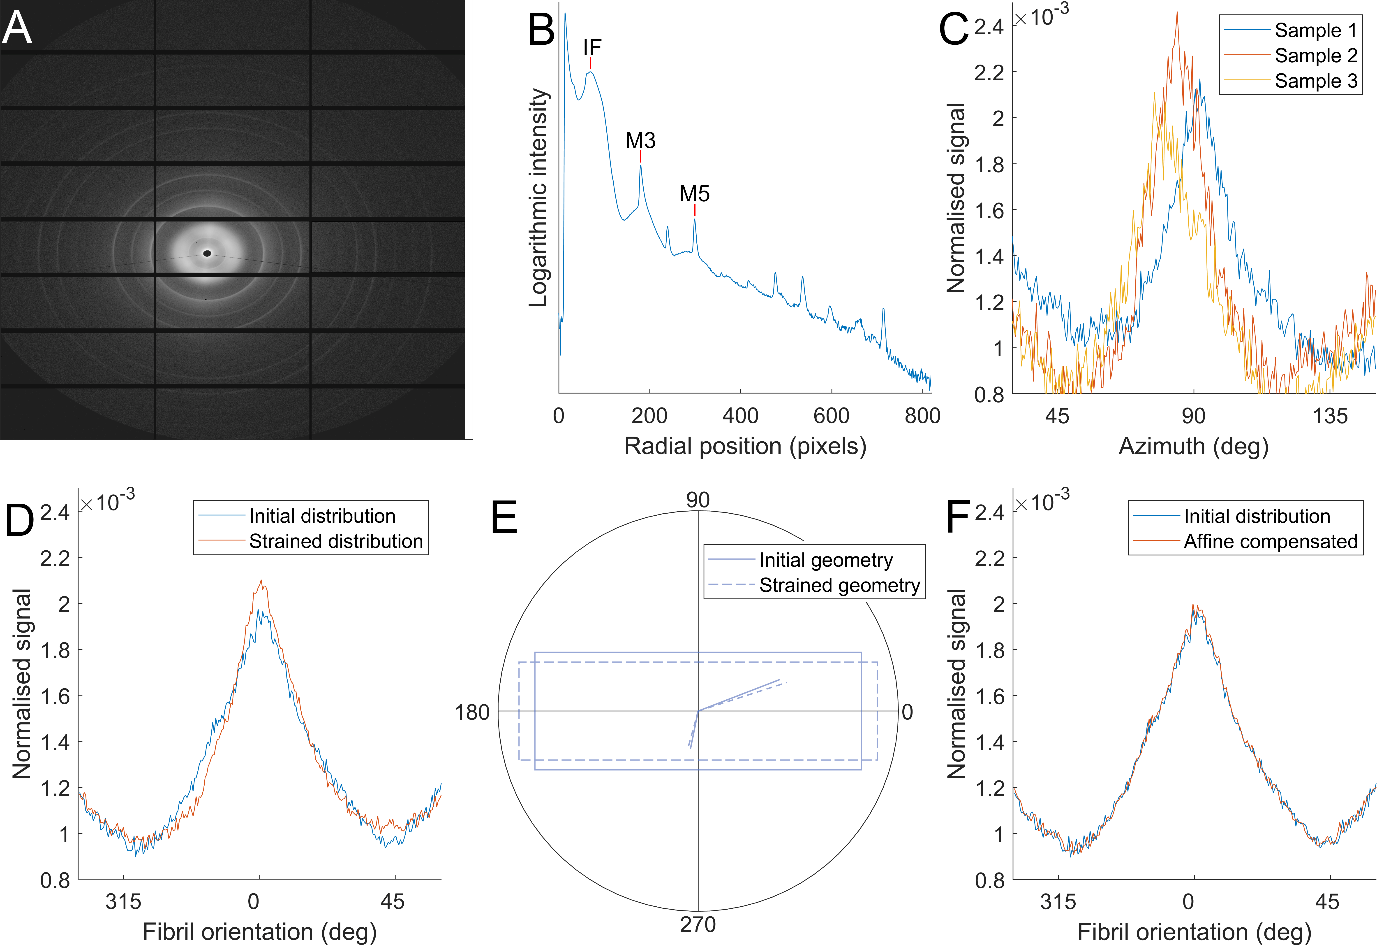 A
B
IF
M3
M5
Logarithmic intensity
0
200
400
600
800
Radial position (pixels)
C
×10-3
Sample 1
Sample 2
Sample 3
2.4
2.2
2
1.8
1.6
1.4
1.2
1
0.8
Normalised signal
45
90
135
Azimuth (deg)
D
×10-3
Initial distribution
Strained distribution
2.4
2.2
2
1.8
1.6
1.4
1.2
1
0.8
Normalised signal
315
0
45
Fibril orientation (deg)
E
90
Initial geometry
Strained geometry
180
0
270
F
×10-3
Initial distribution
Affine compensated
2.4
2.2
2
1.8
1.6
1.4
1.2
1
0.8
Normalised signal
315
0
45
Fibril orientation (deg)